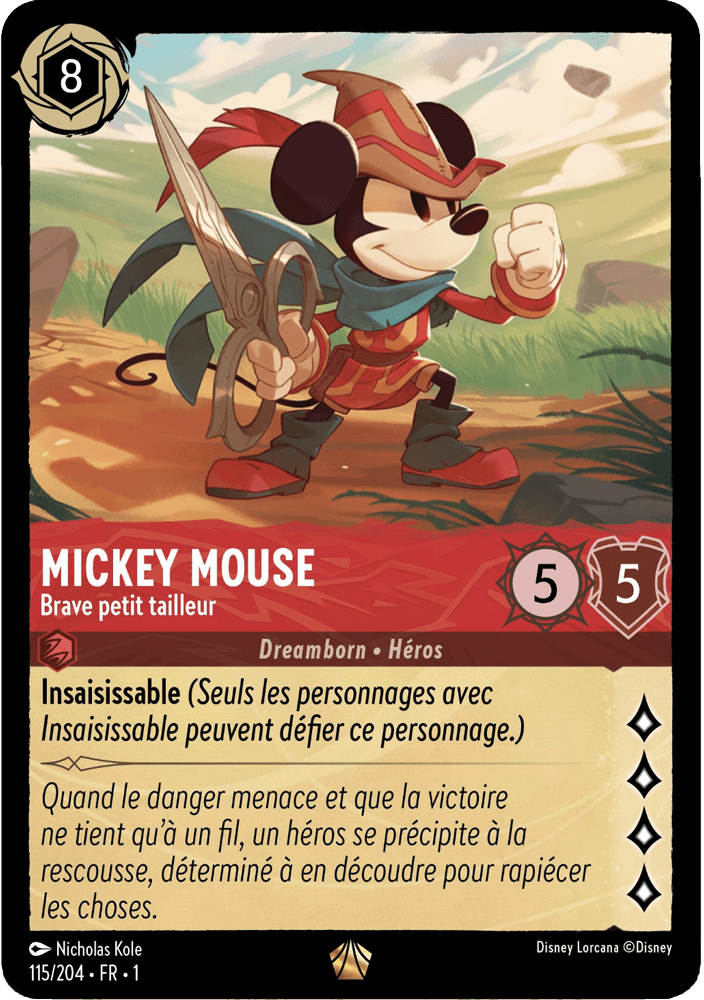 8
MICKEY MOUSE
Brave petit tailleur
5
5
Dreamborn • Héros
Insaisissable (Seuls les personnages avec
Insaisissable peuvent défier ce personnage.)
Quand le danger menace et que la victoire
ne tient qu'à un fil, un héros se précipite à la
rescousse, déterminé à en découdre pour rapiécer
les choses.
Nicholas Kole
Disney Lorcana ©Disney
115/204 • FR • 1